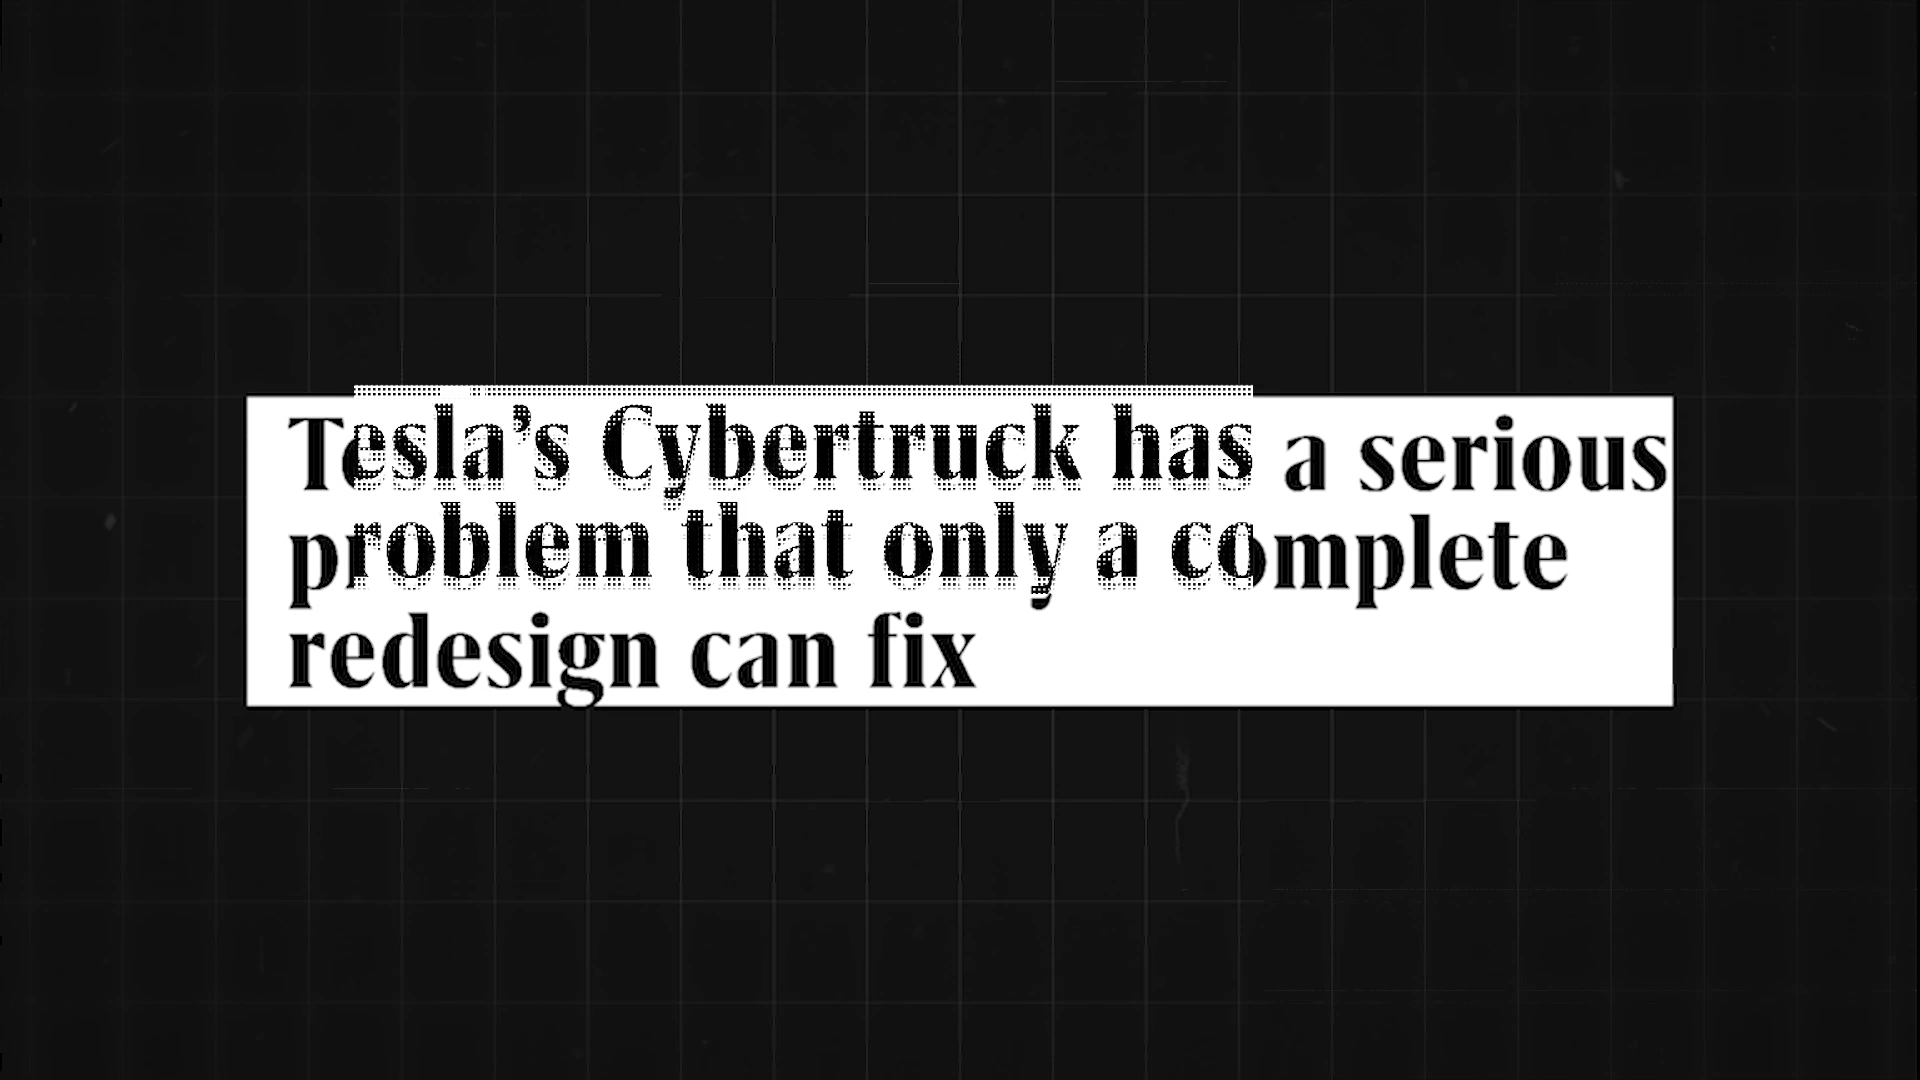 Tesla’s Cybertruck has a serious
problem that only a complete
redesign can fix